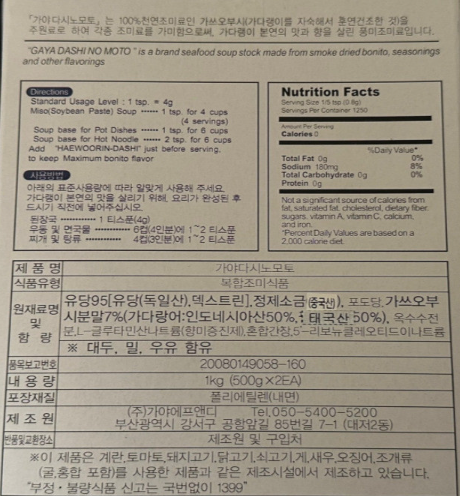 「가야다시노모토」는 100%천연조미료인 가쓰오부시(가다랭이를 자숙해서 훈연건조한 것)을
주원료로 하여 각종 조미료를 가미함으로써, 가다랭이 본연의 맛과 향을 살린 풍미조미료입니다.
"GAYA DASHI NO MOTO" is a brand seafood soup stock made from smoke dried bonito, seasonings
and other flavorings
Directions
Standard Usage Level : 1 tsp. = 4g
Miso(Soybean Paste) Soup ······ 1 tsp. for 4 cups
(4 servings)
Soup base for Pot Dishes ······ 1 tsp. for 6 cups
Soup base for Hot Noodle ······ 2 tsp. for 6 cups
Add "HAEWOORIN-DASHI" just before serving,
to keep Maximum bonito flavor
사용방법
아래의 표준사용량에 따라 알맞게 사용해 주세요.
가다랭이 본연의 맛을 살리기 위해, 요리가 완성된 후
드시기 직전에 넣어주십시오.
된장국 ············ 1 티스푼(4g)
우동 및 면국물 ············ 6컵(4인분)에 1~2 티스푼
찌개 및 탕류 ············ 4컵(3인분)에 1~2 티스푼
Nutrition Facts
Serving Size 1/5 tsp (0.8g)
Servings Per Container 1250
Amount Per Serving
Calories 0
%Daily Value*
Total Fat 0g 0%
Sodium 180mg 8%
Total Carbohydrate 0g 0%
Protein 0g
Not a significant source of calories from
fat, saturated fat, cholesterol, dietary fiber,
sugars, vitamin A, vitamin C, calcium,
and iron.
*Percent Daily Values are based on a
2,000 calorie diet.
제 품 명 가야다시노모토
식품유형 복합조미식품
원재료명 및 함 량 유당95[유당(독일산),덱스트린],정제소금(중국산), 포도당,가쓰오부
시분말7%(가다랑어:인도네시아산50%,태국산50%), 옥수수전
분,L-글루타민산나트륨(향미증진제),혼합간장,5'-리보뉴클레오티드이나트륨
※ 대두, 밀, 우유 함유
품목보고번호 20080149058-160
내 용 량 1kg (500g×2EA)
포장재질 폴리에틸렌(내면)
제 조 원 (주)가야에프앤디 Tel,050-5400-5200
부산광역시 강서구 공항앞길 85번길 7-1 (대저2동)
반품및교환장소 제조원 및 구입처
※이 제품은 계란,토마토,돼지고기,닭고기,쇠고기,게,새우,오징어,조개류
(굴,홍합 포함)를 사용한 제품과 같은 제조시설에서 제조하고 있습니다.
"부정·불량식품 신고는 국번없이 1399"